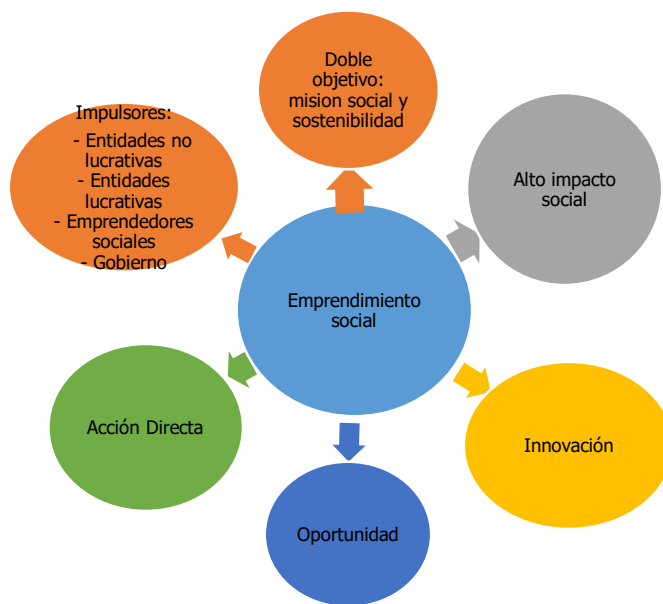 Doble
objetivo:
mision social y
sostenibilidad
Impulsores:
- Entidades no
lucrativas
- Entidades
lucrativas
- Emprendedores
sociales
- Gobierno
Alto impacto
social
Emprendimiento
social
Acción Directa
Innovación
Oportunidad